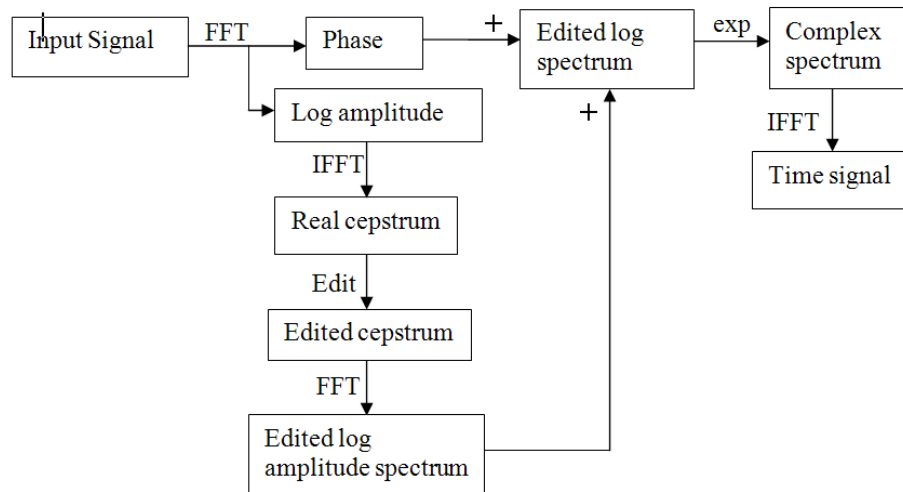 Input Signal
FFT
Phase
+
Edited log
spectrum
exp
Complex
spectrum
Log amplitude
+
IFFT
IFFT
Time signal
Real cepstrum
Edit
Edited cepstrum
FFT
Edited log
amplitude spectrum